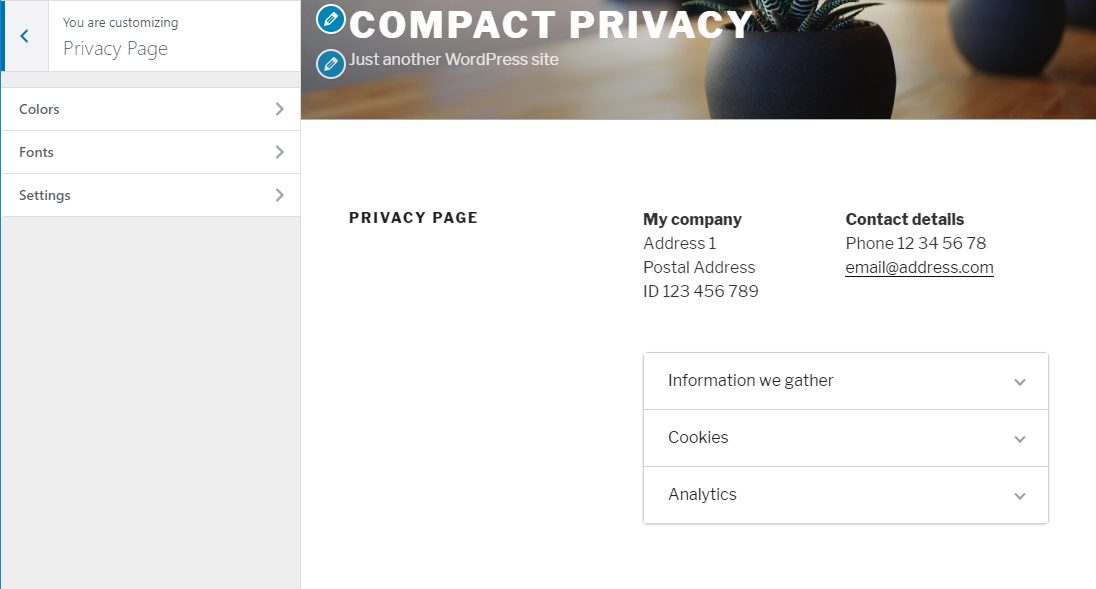 You are customizing
Privacy Page
Colors
Fonts
Settings
COMPACT PRIVACY
Just another WordPress site
PRIVACY PAGE
My company
Address 1
Postal Address
ID 123 456 789
Contact details
Phone 12 34 56 78
email@address.com
Information we gather
Cookies
Analytics